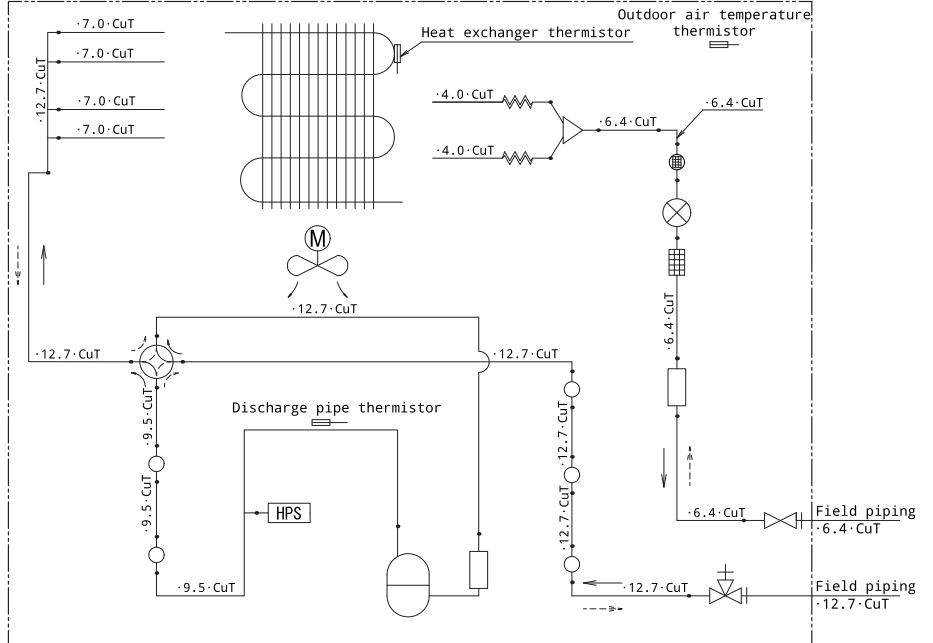 ·7.0·CuT
·7.0·CuT
·7.0·CuT
·7.0·CuT
·12.7·CuT
Heat exchanger thermistor
Outdoor air temperature
thermistor
·4.0·CuT
·4.0·CuT
·6.4·CuT
·6.4·CuT
M
·12.7·CuT
·12.7·CuT
·12.7·CuT
·6.4·CuT
·9.5·CuT
·9.5·CuT
Discharge pipe thermistor
HPS
·12.7·CuT
·12.7·CuT
·9.5·CuT
·6.4·CuT
Field piping
·6.4·CuT
·12.7·CuT
Field piping
·12.7·CuT